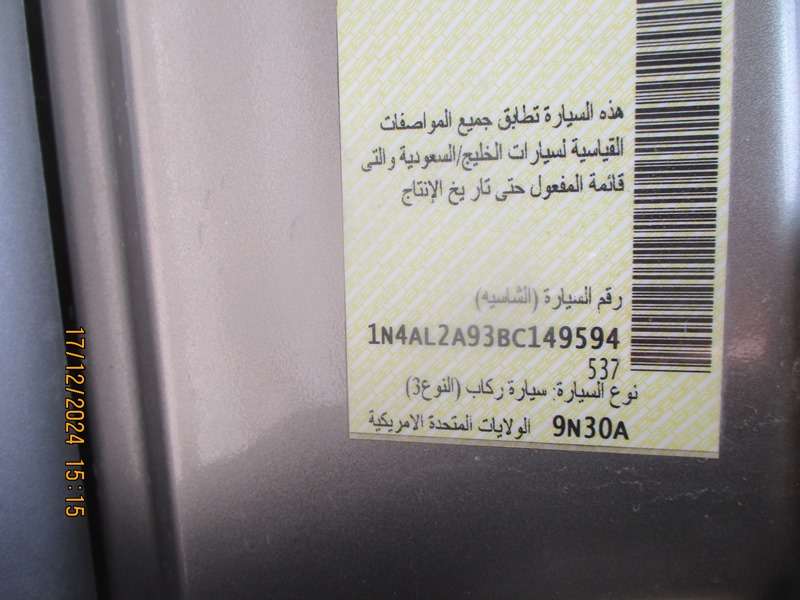 هذه السيارة تطابق جميع المواصفات
القياسية لسيارات الخليج/السعودية والتى
قائمة المفعول حتى تاريخ الإنتاج
رقم السيارة (الشاسيه)
1N4AL2A93BC149594
537
نوع السيارة: سيارة ركاب (النوع3)
9N30A الولايات المتحدة الامريكية
17/12/2024 15:15